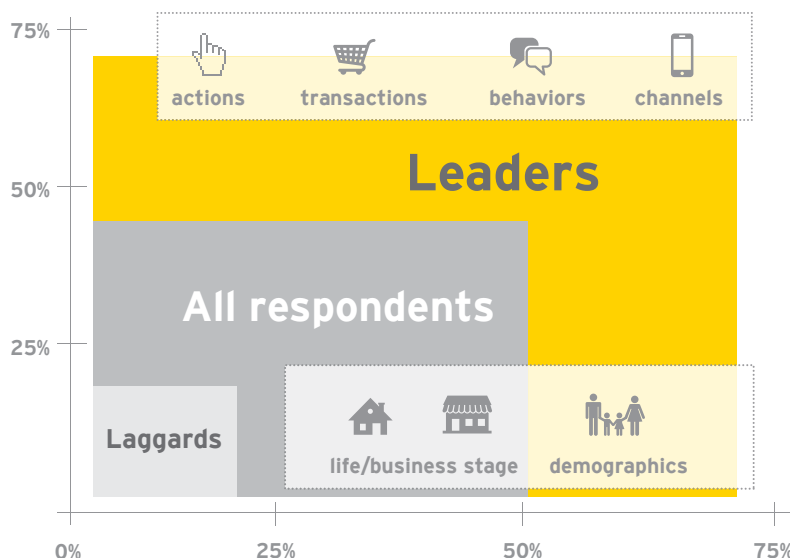 75%
actions transactions behaviors channels
Leaders
50%
All respondents
25%
Laggards
life/business stage demographics
0% 25% 50% 75%